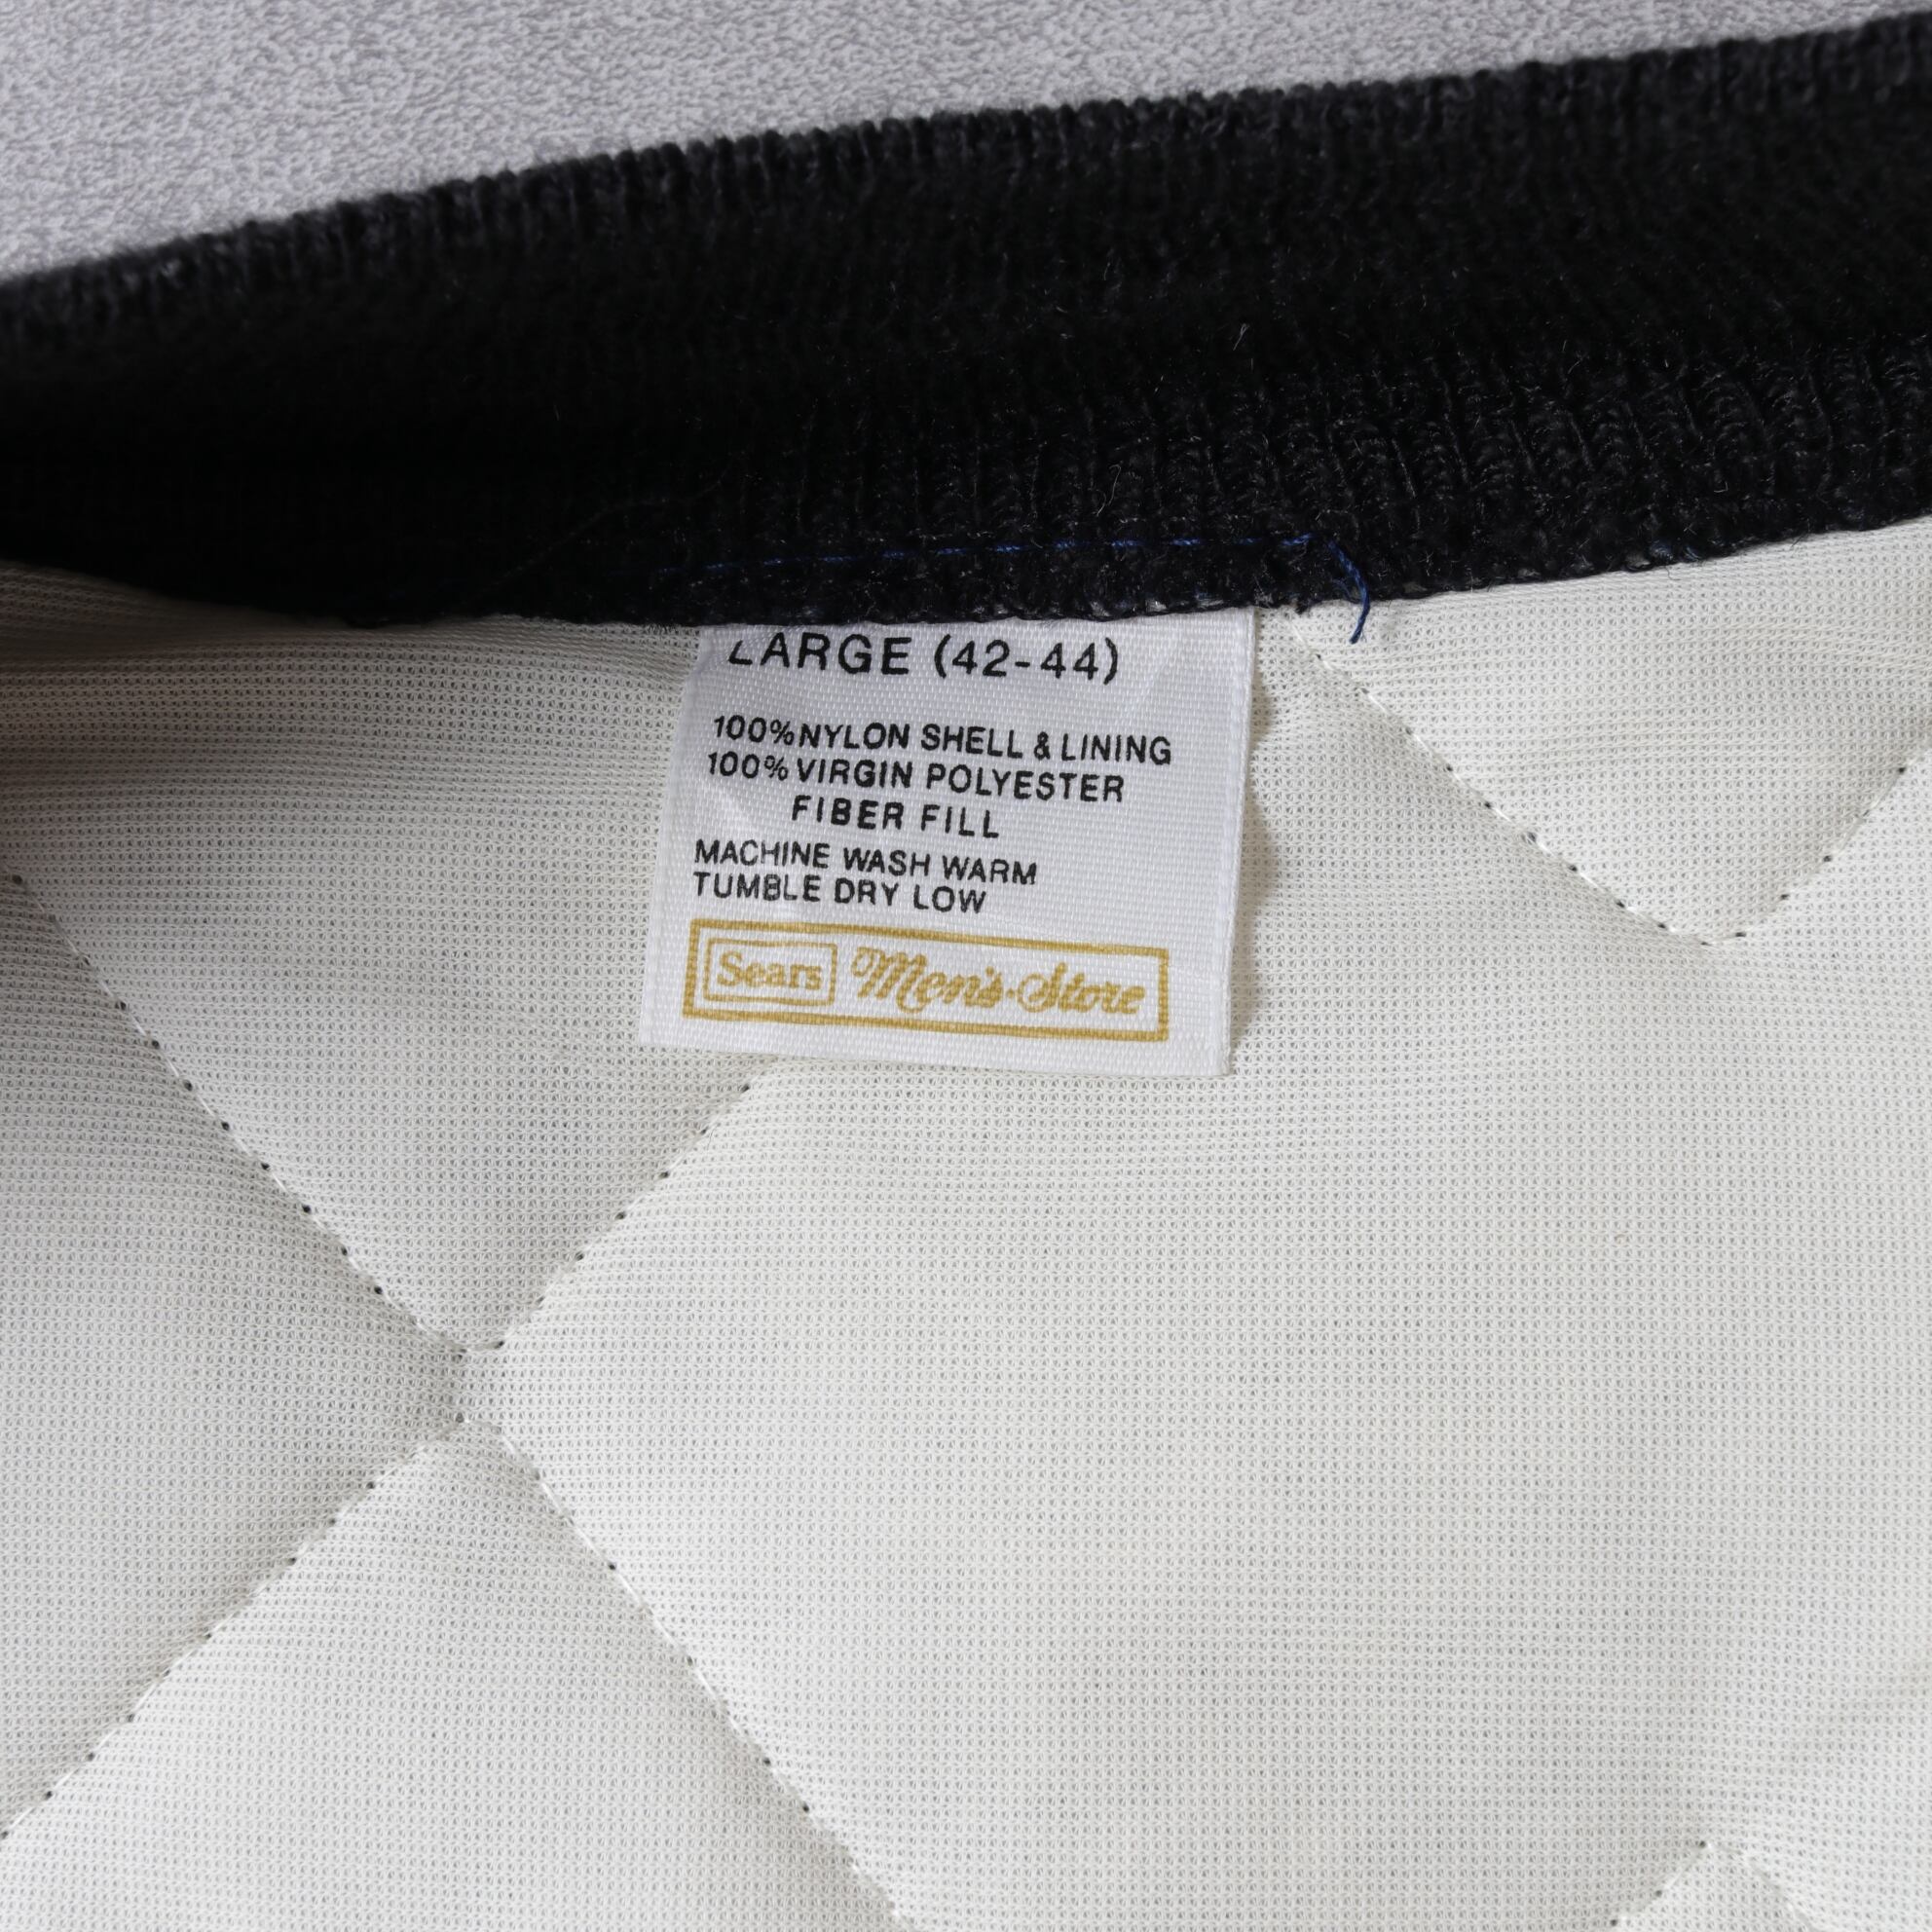 LARGE (42-44)
100% NYLON SHELL & LINING
100% VIRGIN POLYESTER
FIBER FILL
MACHINE WASH WARM
TUMBLE DRY LOW
Sears Men's Store